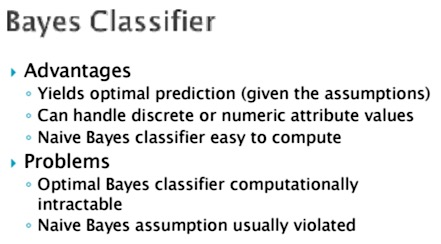 Bayes Classifier
Advantages
Yields optimal prediction (given the assumptions)
Can handle discrete or numeric attribute values
Naive Bayes classifier easy to compute
Problems
Optimal Bayes classifier computationally
intractable
Naive Bayes assumption usually violated